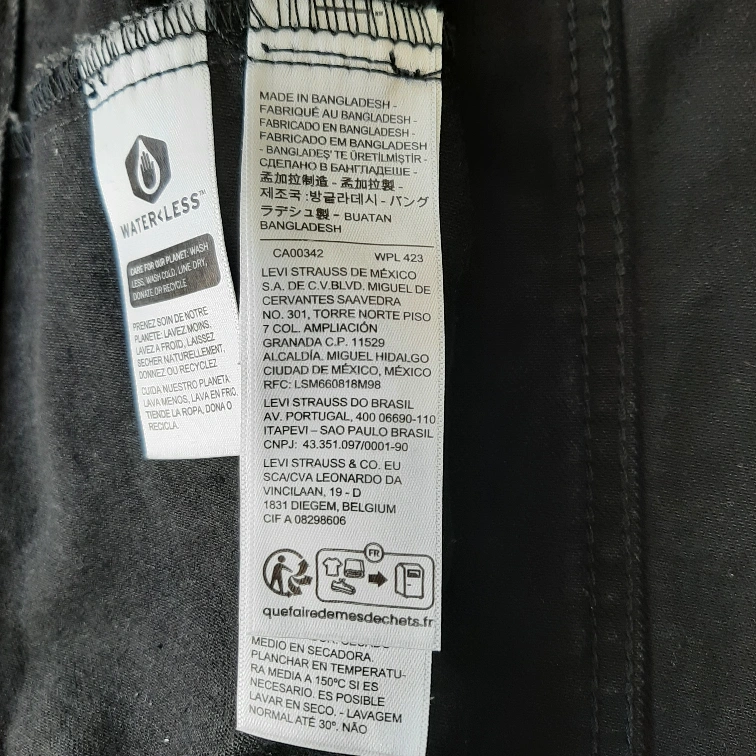 WATER<LESS™
CARE FOR OUR PLANET: WASH
LESS, WASH COLD, LINE DRY,
DONATE OR RECYCLE
PRENEZ SOIN DE NOTRE
PLANÈTE: LAVEZ MOINS,
LAVEZ À FROID, LAISSEZ
SÉCHER NATURELLEMENT,
DONNEZ OU RECYCLEZ
CUIDA NUESTRO PLANETA
LAVA MENOS, LAVA EN FRIO,
TIENDE LA ROPA, DONA O
RECICLA.
MADE IN BANGLADESH -
FABRIQUÉ AU BANGLADESH -
FABRICADO EN BANGLADESH -
FABRICADO EM BANGLADESH
- BANGLADEŞ'TE ÜRETİLMİŞTİR -
СДЕЛАНО В БАНГЛАДЕШЕ -
孟加拉制造 - 孟加拉製 -
제조국 :방글라데시 - バング
ラデシュ製 - BUATAN
BANGLADESH
CA00342 WPL 423
LEVI STRAUSS DE MÉXICO
S.A. DE C.V.BLVD. MIGUEL DE
CERVANTES SAAVEDRA
NO. 301, TORRE NORTE PISO
7 COL. AMPLIACIÓN
GRANADA C.P. 11529
ALCALDÍA. MIGUEL HIDALGO
CIUDAD DE MÉXICO, MÉXICO
RFC: LSM660818M98
LEVI STRAUSS DO BRASIL
AV. PORTUGAL, 400 06690-110
ITAPEVI – SAO PAULO BRASIL
CNPJ: 43.351.097/0001-90
LEVI STRAUSS & CO. EU
SCA/CVA LEONARDO DA
VINCILAAN, 19 - D
1831 DIEGEM, BELGIUM
CIF A 08298606
FR
quefairedemesdechets.fr
MEDIO EN SECADORA.
PLANCHAR EN TEMPERATU-
RA MEDIA A 150°C SI ES
NECESARIO. ES POSIBLE
LAVAR EN SECO. - LAVAGEM
NORMAL ATÉ 30°. NÃO